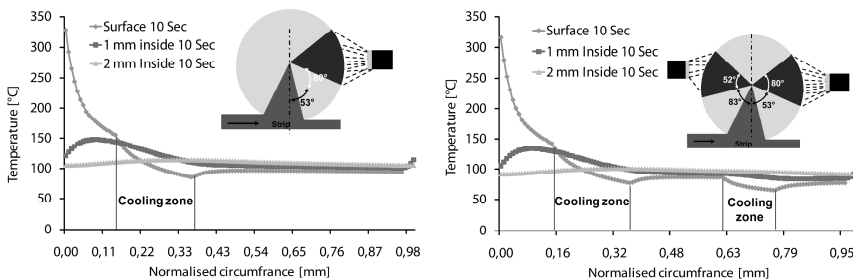 350
300
250
200
150
100
50
0
Temperature [°C]
Surface 10 Sec
1 mm inside 10 Sec
2 mm Inside 10 Sec
80°
53°
Strip
Cooling zone
0,00 0,11 0,22 0,33 0,43 0,54 0,65 0,76 0,87 0,98
Normalised circumfrance [mm]
350
300
250
200
150
100
50
0
Temperature [°C]
Surface 10 Sec
1 mm inside 10 Sec
2 mm Inside 10 Sec
52°
80°
83°
53°
Strip
Cooling zone
Cooling
zone
0,00 0,16 0,32 0,48 0,63 0,79 0,95
Normalised circumfrance [mm]